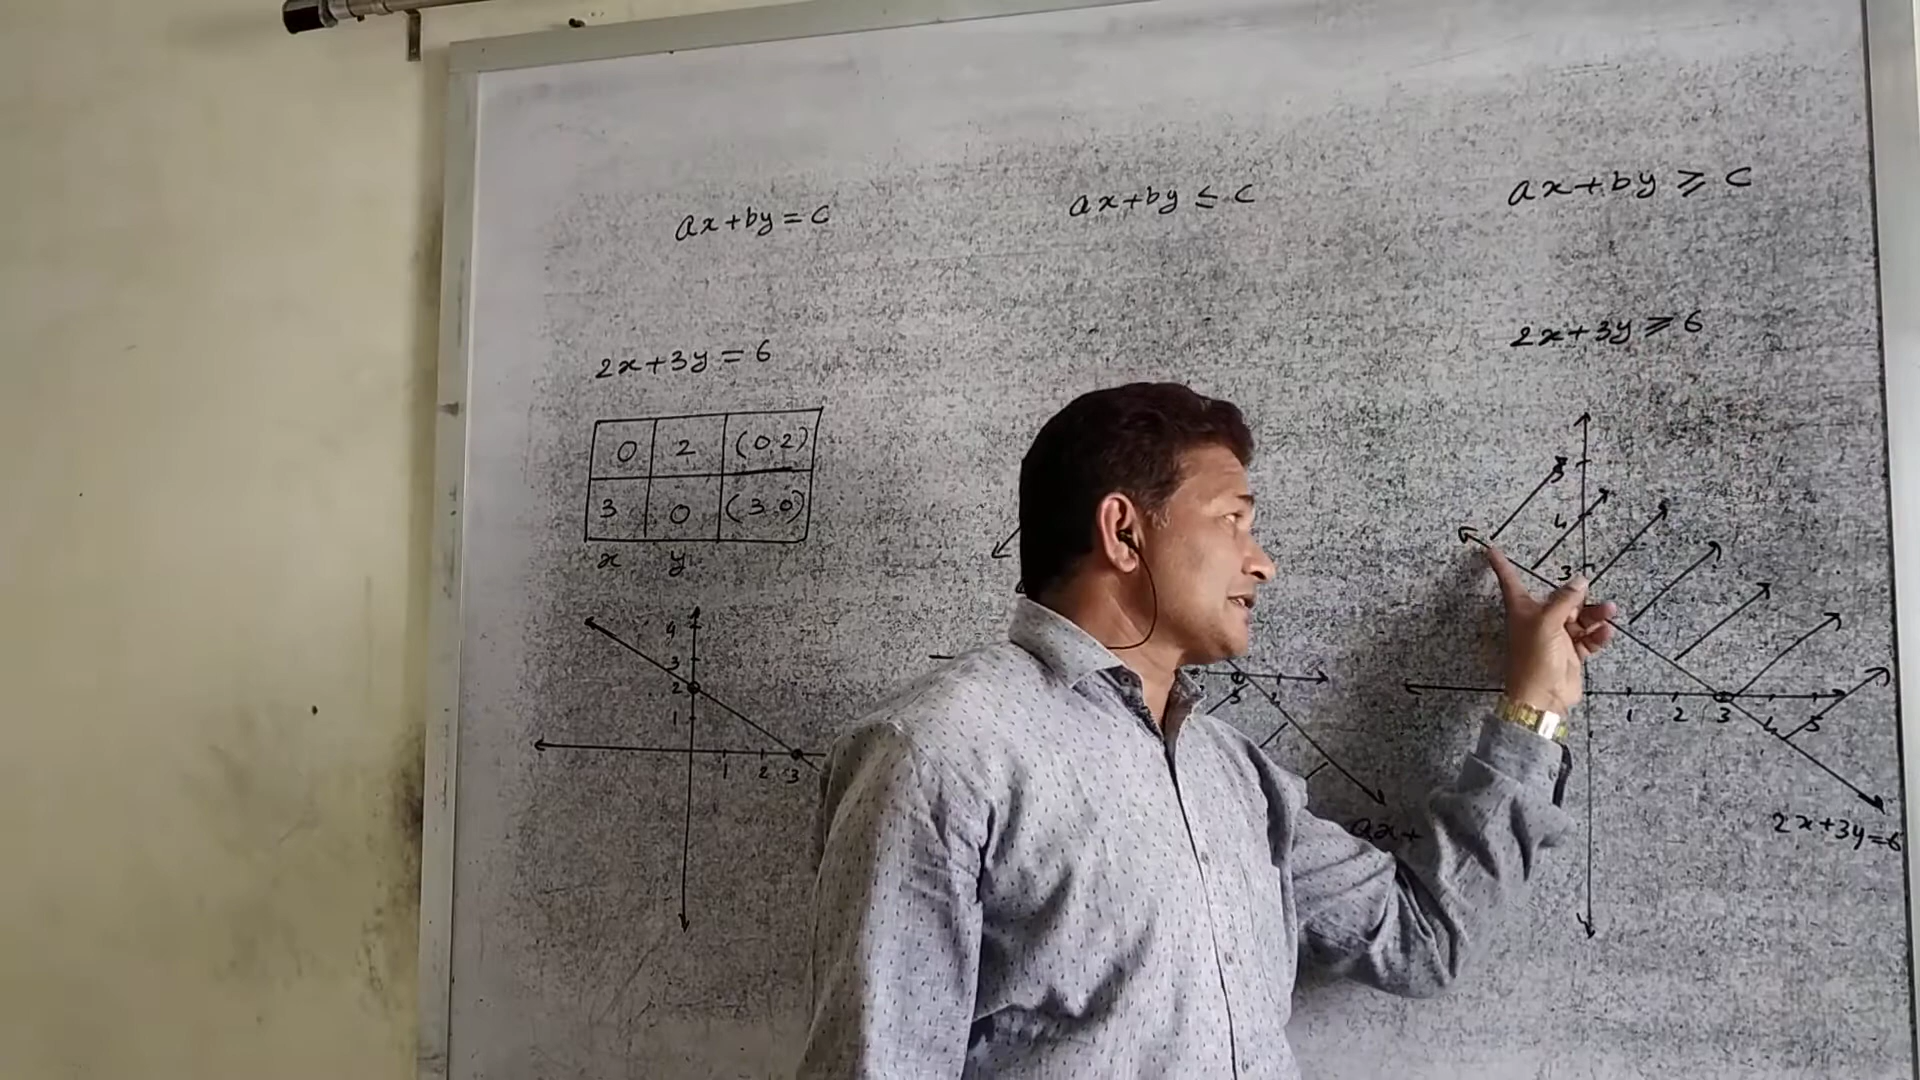 ax+by=c
ax+by≤c
ax+by≥c
2x+3y=6
2x+3y≥6
0 2 (0 2)
3 0 (3 0)
x y
4
3
2
1
1 2 3
2
ax+
5
4
3
1 2 3 4 5
2x+3y=6